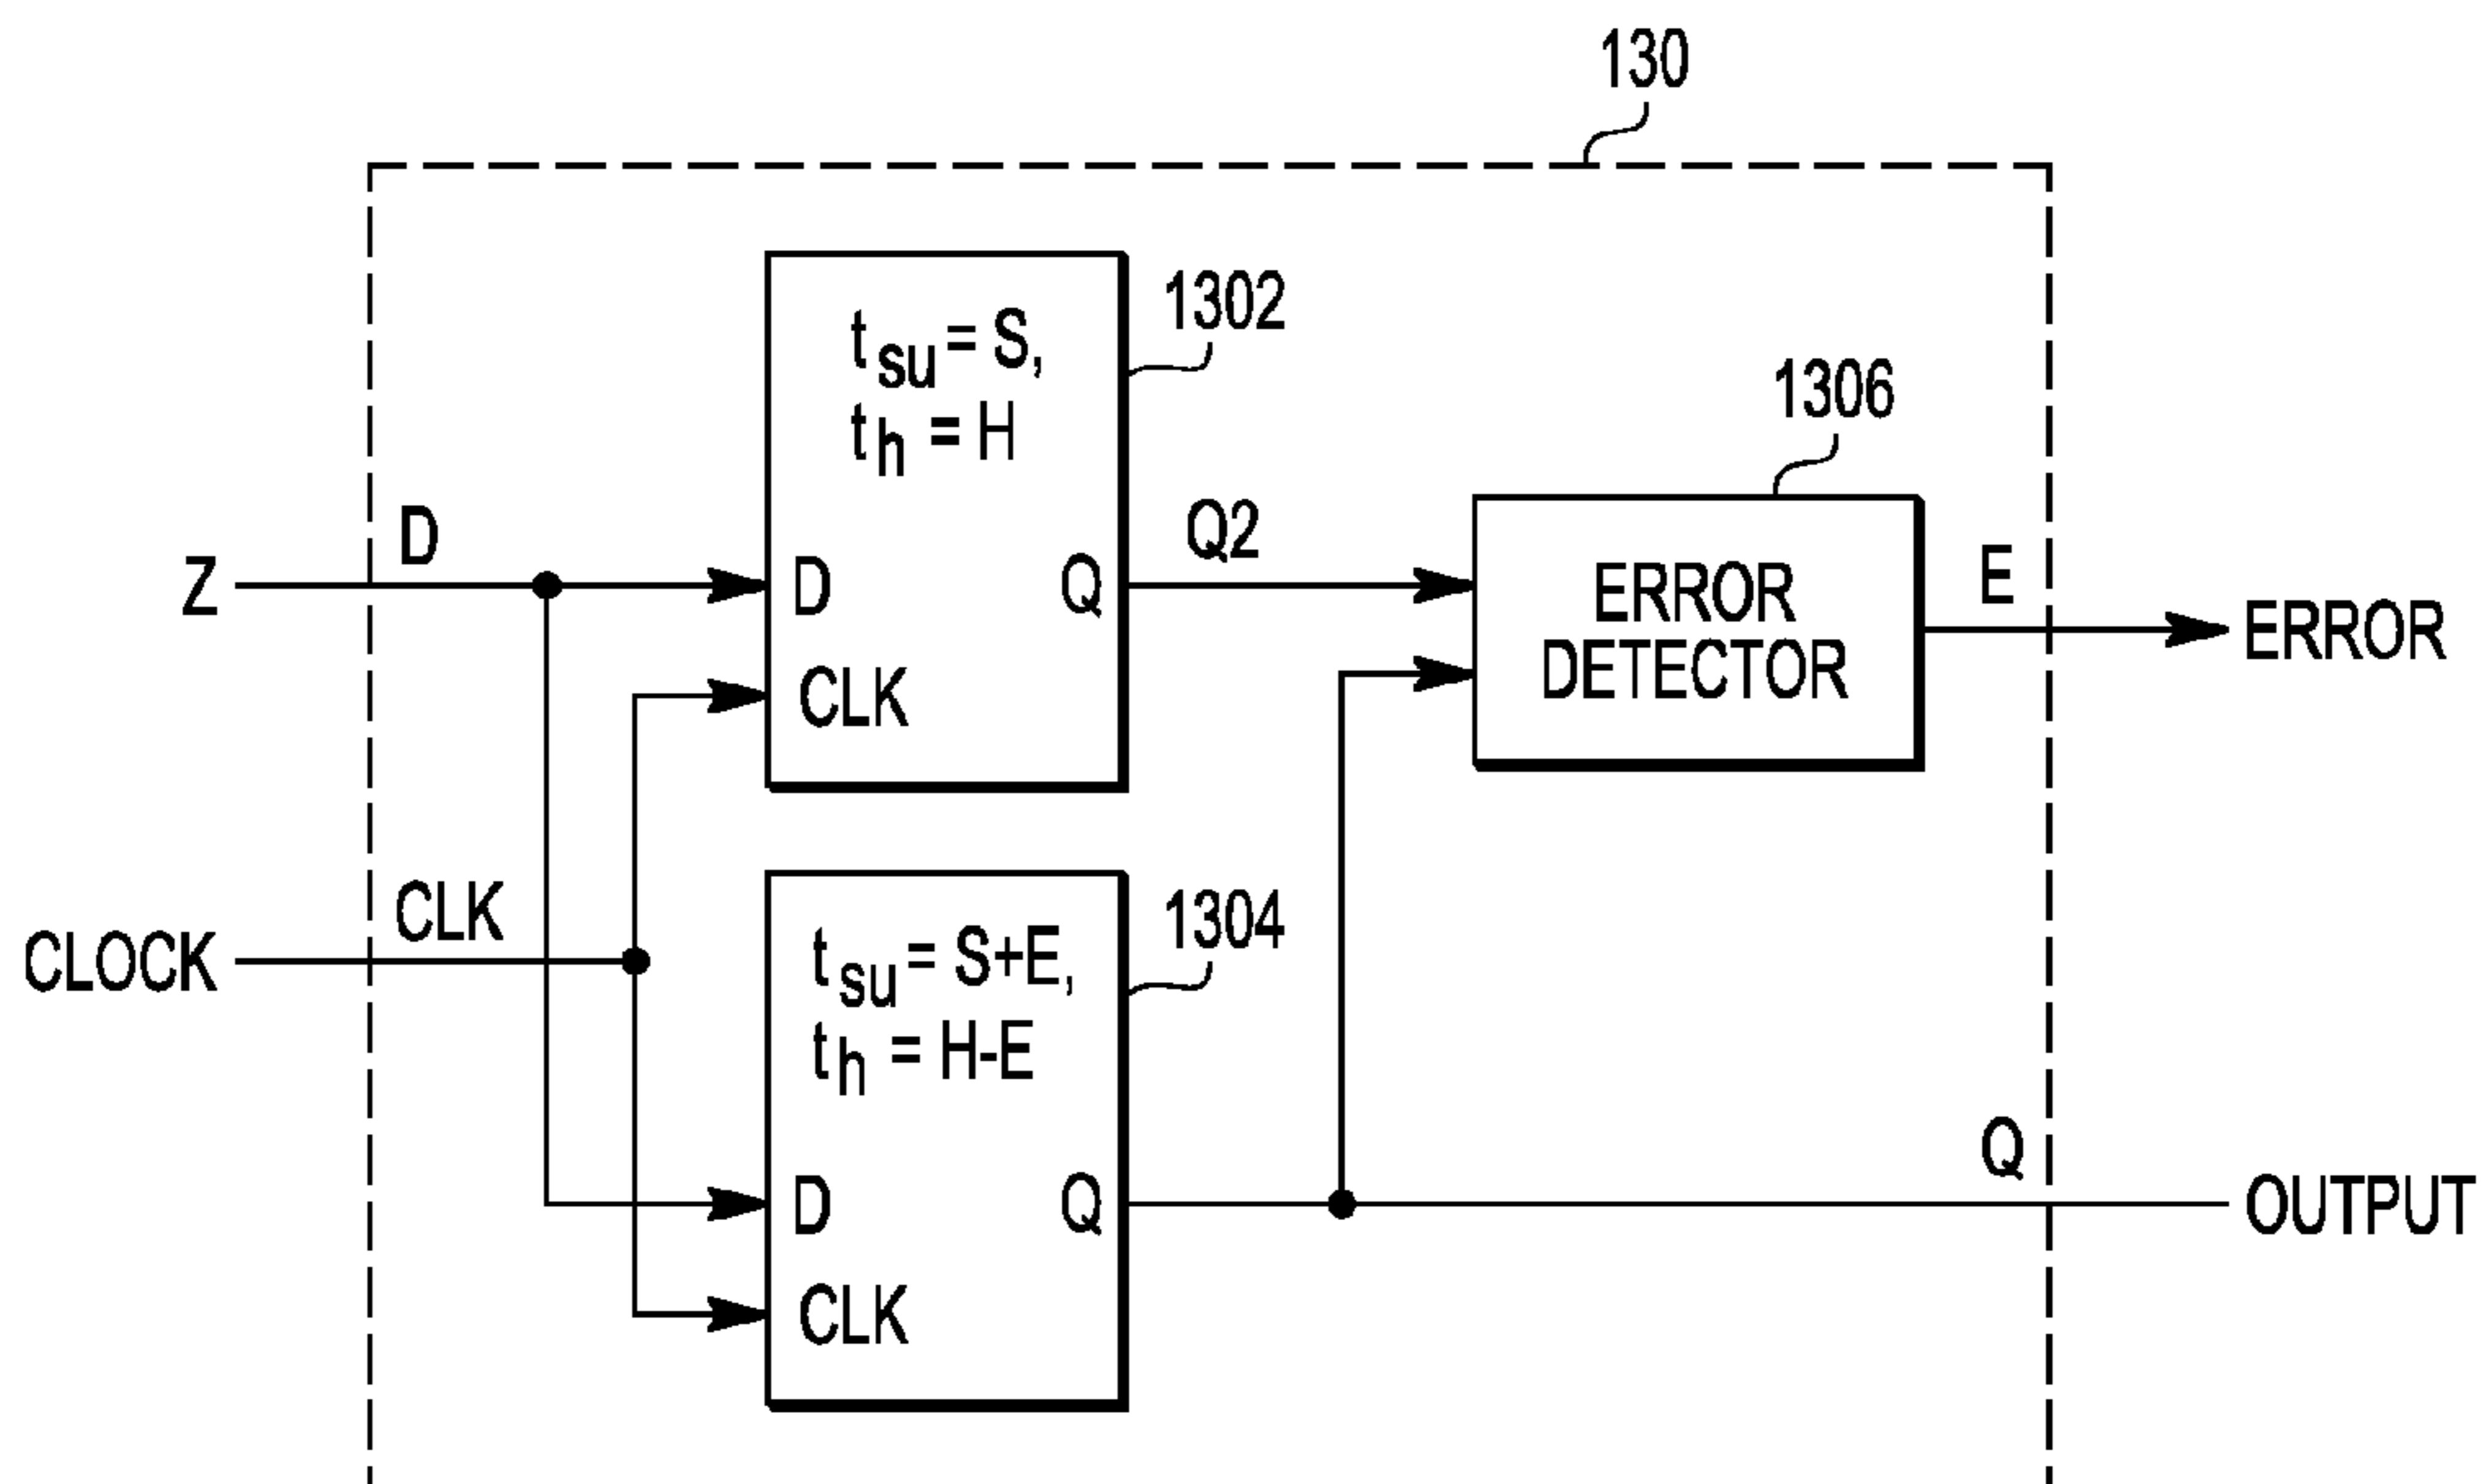 130
1302
t su = S,
t h = H
1306
Z
D
D
Q
Q2
CLK
ERROR
DETECTOR
E
ERROR
CLOCK
CLK
1304
t su = S+E,
t h = H-E
D
Q
CLK
Q
OUTPUT